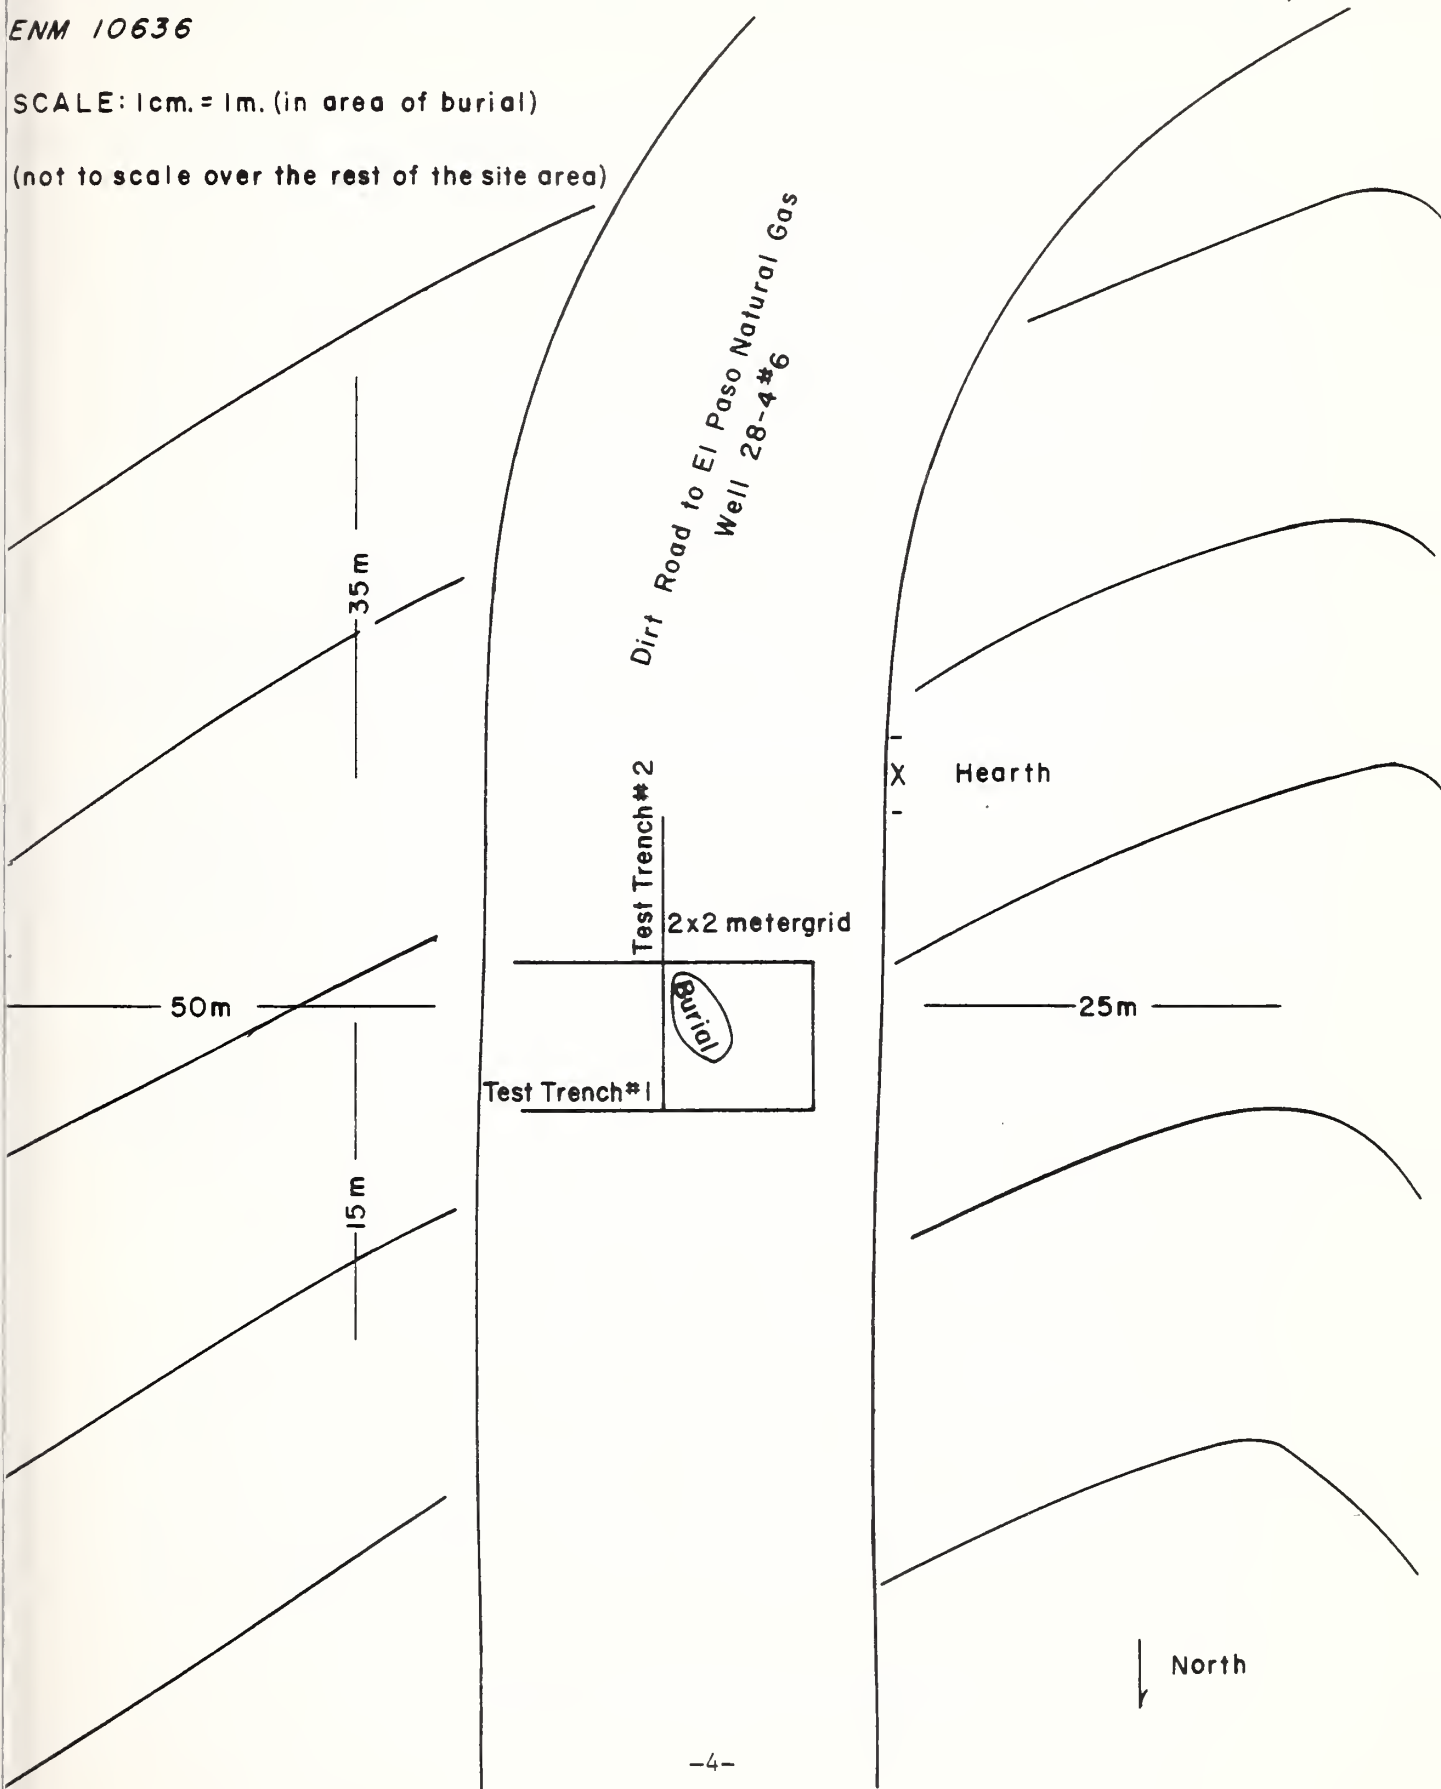 ENM 10636
SCALE: 1cm. = 1m. (in area of burial)
(not to scale over the rest of the site area)
Dirt Road to El Paso Natural Gas
Well 28-4#6
35m
Hearth
X
Test Trench#2
2x2 metergrid
Burial
50m
25m
Test Trench#1
15m
North
-4-